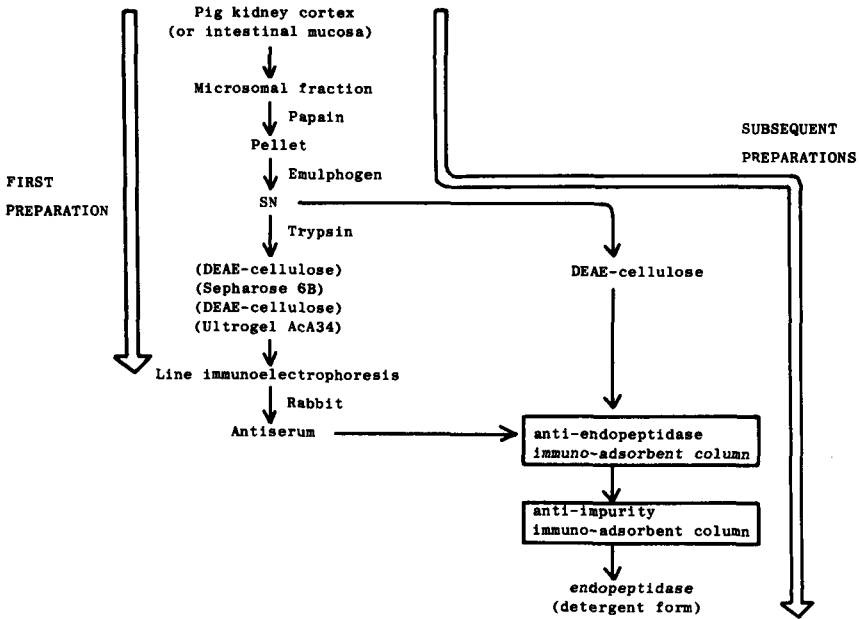 Pig kidney cortex
(or intestinal mucosa)
Microsomal fraction
Papain
Pellet
Emulphogen
SN
Trypsin
(DEAE-cellulose)
(Sepharose 6B)
(DEAE-cellulose)
(Ultrogel AcA34)
Line immunoelectrophoresis
Rabbit
Antiserum
FIRST
PREPARATION
SUBSEQUENT
PREPARATIONS
DEAE-cellulose
anti-endopeptidase
immuno-adsorbent column
anti-impurity
immuno-adsorbent column
endopeptidase
(detergent form)